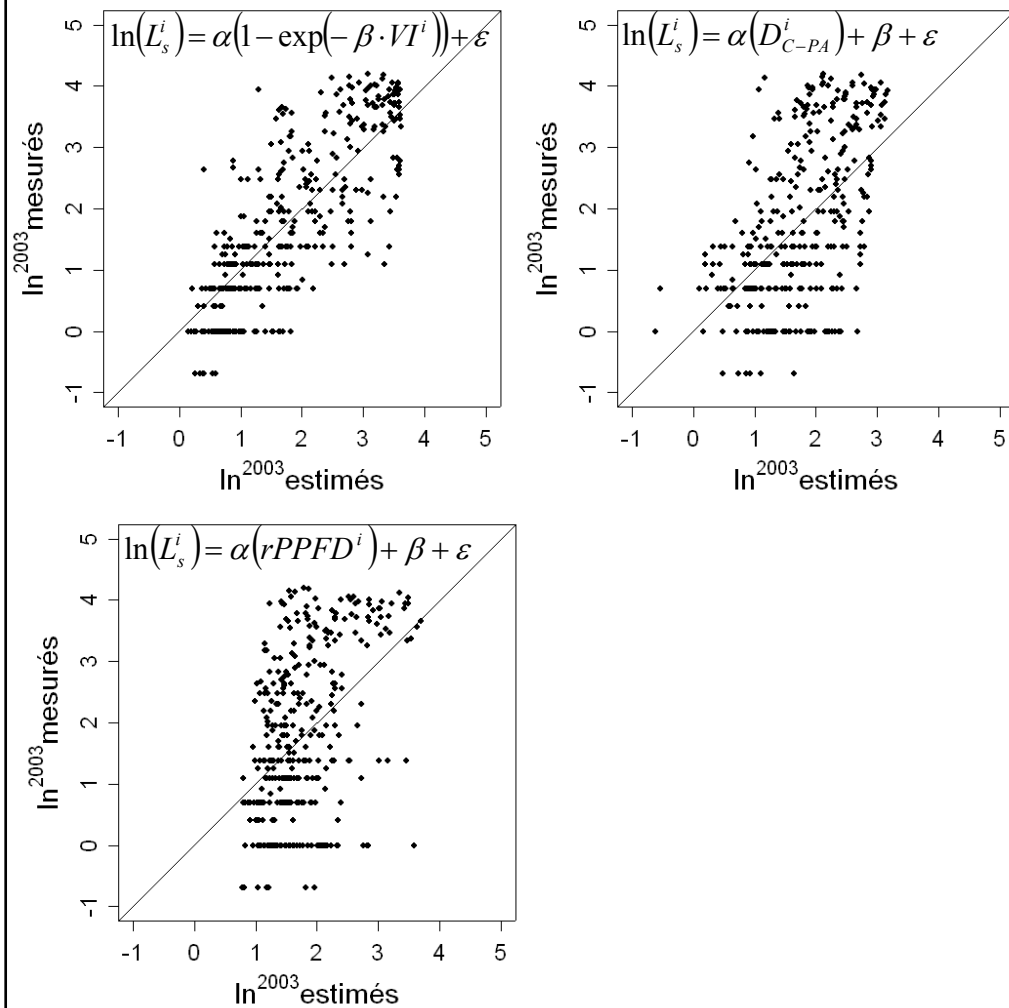 ln(L_s^i) = α(1 − exp(− β · VI^i)) + ε
5
4
3
2
1
0
-1
ln^2003 mesurés
-1 0 1 2 3 4 5
ln^2003 estimés
ln(L_s^i) = α(D_{C−PA}^i) + β + ε
5
4
3
2
1
0
-1
ln^2003 mesurés
-1 0 1 2 3 4 5
ln^2003 estimés
ln(L_s^i) = α(rPPFD^i) + β + ε
5
4
3
2
1
0
-1
ln^2003 mesurés
-1 0 1 2 3 4 5
ln^2003 estimés